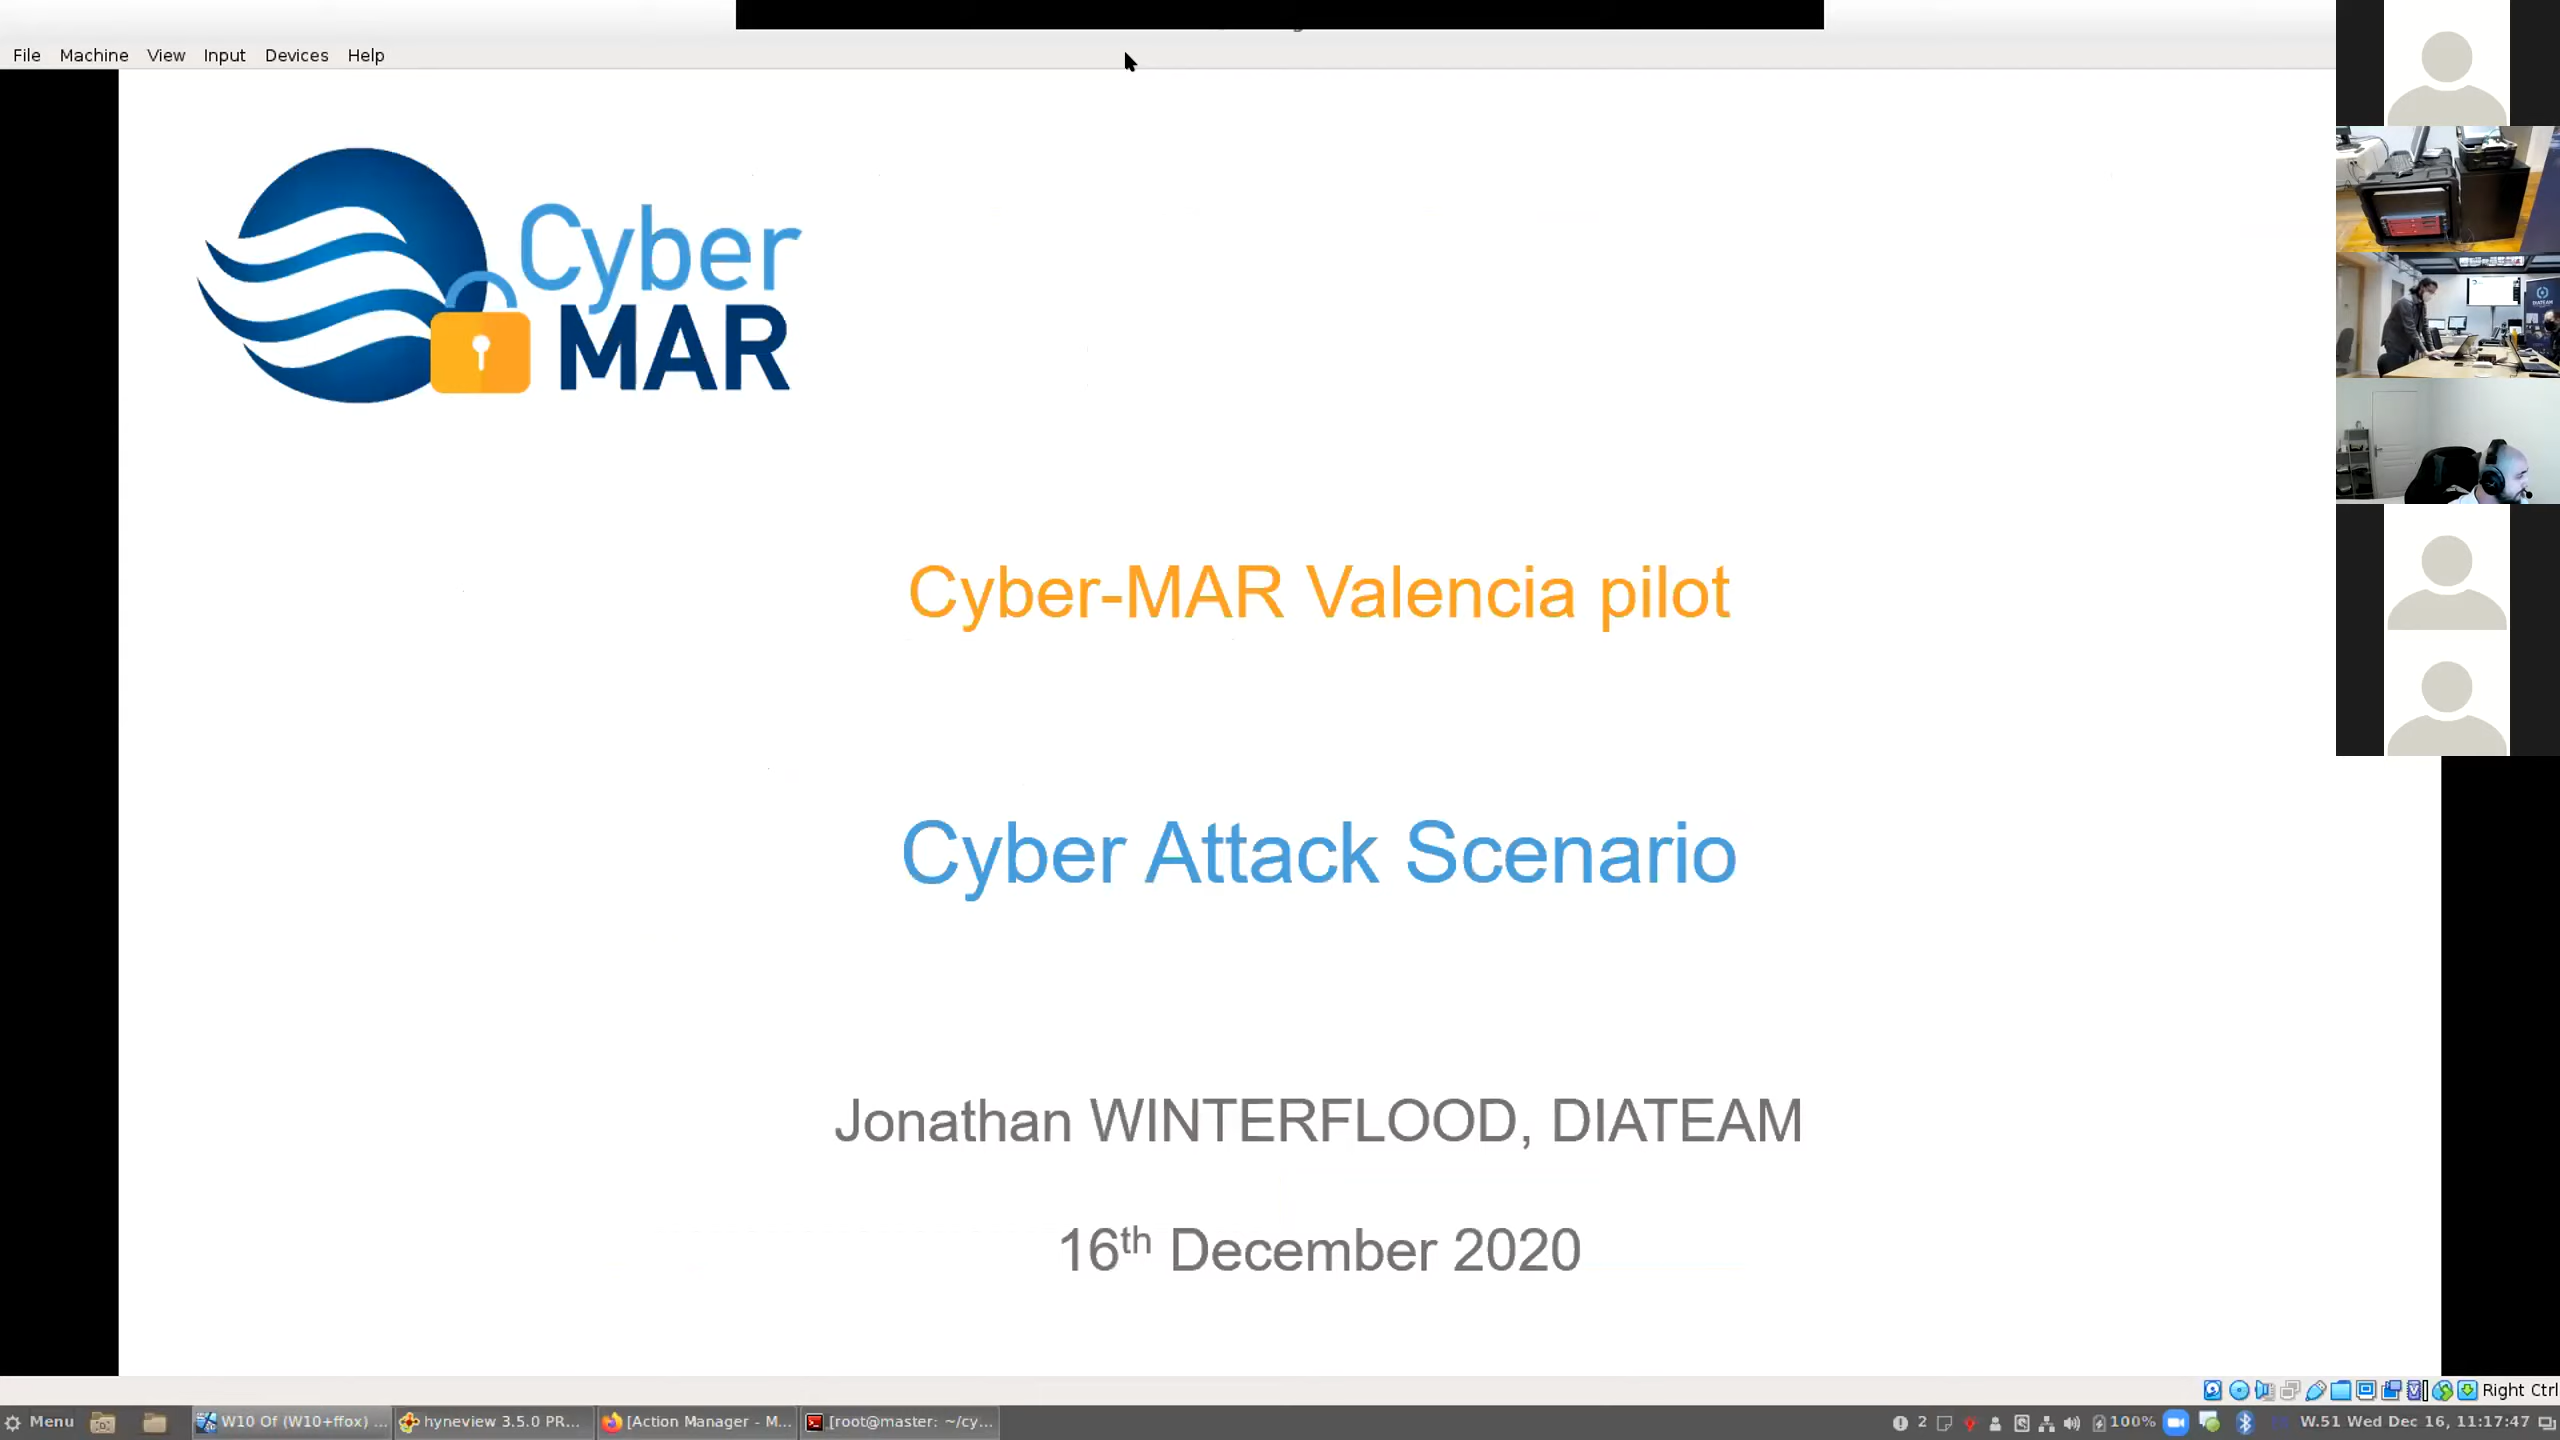 File Machine View Input Devices Help
Cyber
MAR
Cyber-MAR Valencia pilot
Cyber Attack Scenario
Jonathan WINTERFLOOD, DIATEAM
16th December 2020
DIATEAM
Right Ctrl
Menu W10 Of (W10+ffox) ... hyneview 3.5.0 PR... [Action Manager - M... [root@master: ~/cy... 2 100% W.51 Wed Dec 16, 11:17:47